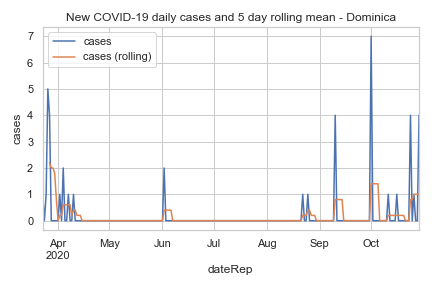 New COVID-19 daily cases and 5 day rolling mean - Dominica
cases
cases (rolling)
7
6
5
4
3
2
1
0
cases
Apr May Jun Jul Aug Sep Oct
2020
dateRep